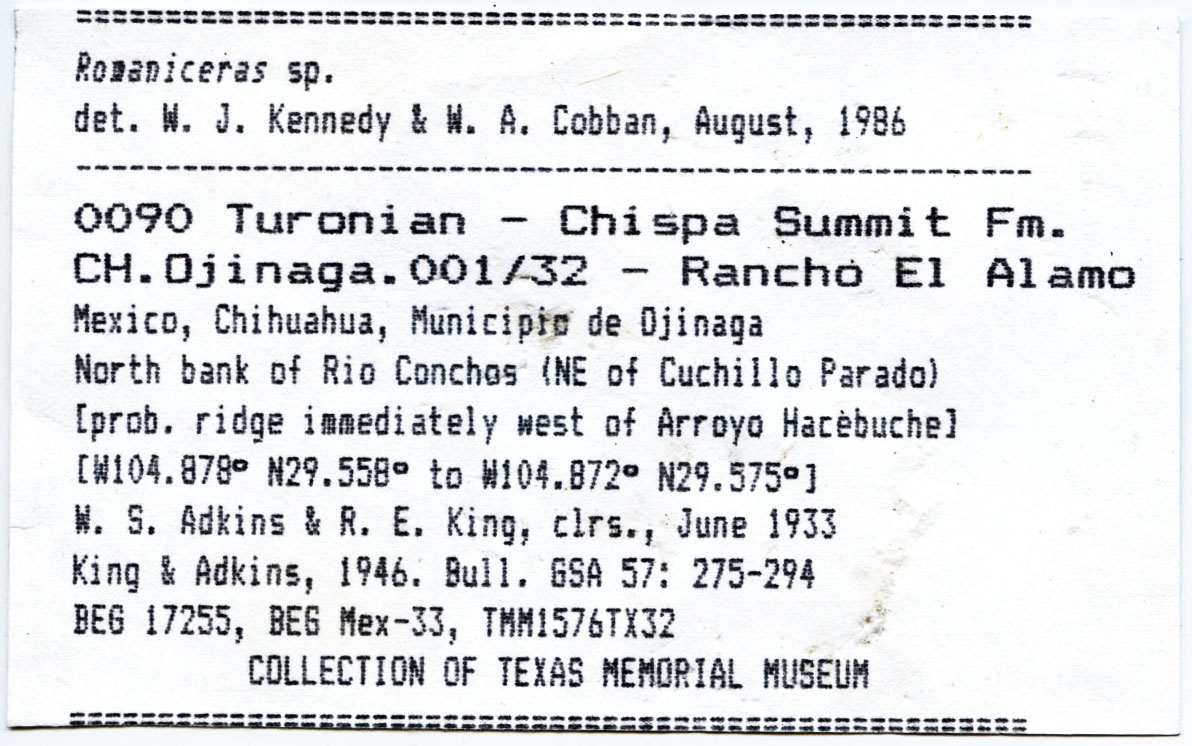 Romaniceras sp.
det. W. J. Kennedy & W. A. Cobban, August, 1986
0090 Turonian - Chispa Summit Fm.
CH.Ojinaga.001/32 - Rancho El Alamo
Mexico, Chihuahua, Municipio de Ojinaga
North bank of Rio Conchos (NE of Cuchillo Parado)
[prob. ridge immediately west of Arroyo Hacèbuche]
[W104.878° N29.558° to W104.872° N29.575°]
W. S. Adkins & R. E. King, clrs., June 1933
King & Adkins, 1946. Bull. GSA 57: 275-294
BEG 17255, BEG Mex-33, TMM1576TX32
COLLECTION OF TEXAS MEMORIAL MUSEUM